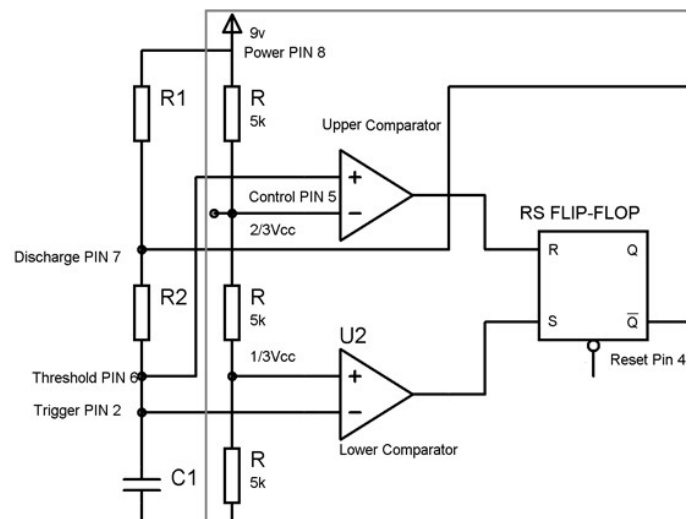 9v
Power PIN 8
R1
R
5k
Upper Comparator
+
Control PIN 5
−
2/3Vcc
RS FLIP-FLOP
R Q
Discharge PIN 7
R2
R
5k
S Q
U2
1/3Vcc
Reset Pin 4
+
Threshold PIN 6
Trigger PIN 2
−
Lower Comparator
R
5k
C1